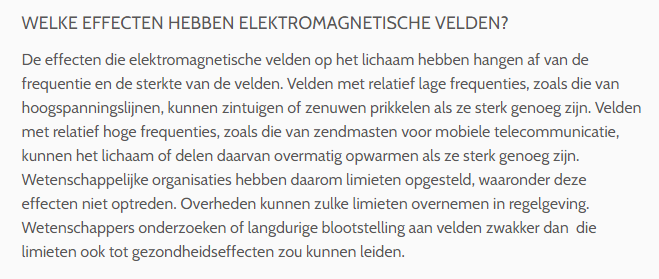 WELKE EFFECTEN HEBBEN ELEKTROMAGNETISCHE VELDEN?
De effecten die elektromagnetische velden op het lichaam hebben hangen af van de
frequentie en de sterkte van de velden. Velden met relatief lage frequenties, zoals die van
hoogspanningslijnen, kunnen zintuigen of zenuwen prikkelen als ze sterk genoeg zijn. Velden
met relatief hoge frequenties, zoals die van zendmasten voor mobiele telecommunicatie,
kunnen het lichaam of delen daarvan overmatig opwarmen als ze sterk genoeg zijn.
Wetenschappelijke organisaties hebben daarom limieten opgesteld, waaronder deze
effecten niet optreden. Overheden kunnen zulke limieten overnemen in regelgeving.
Wetenschappers onderzoeken of langdurige blootstelling aan velden zwakker dan  die
limieten ook tot gezondheidseffecten zou kunnen leiden.